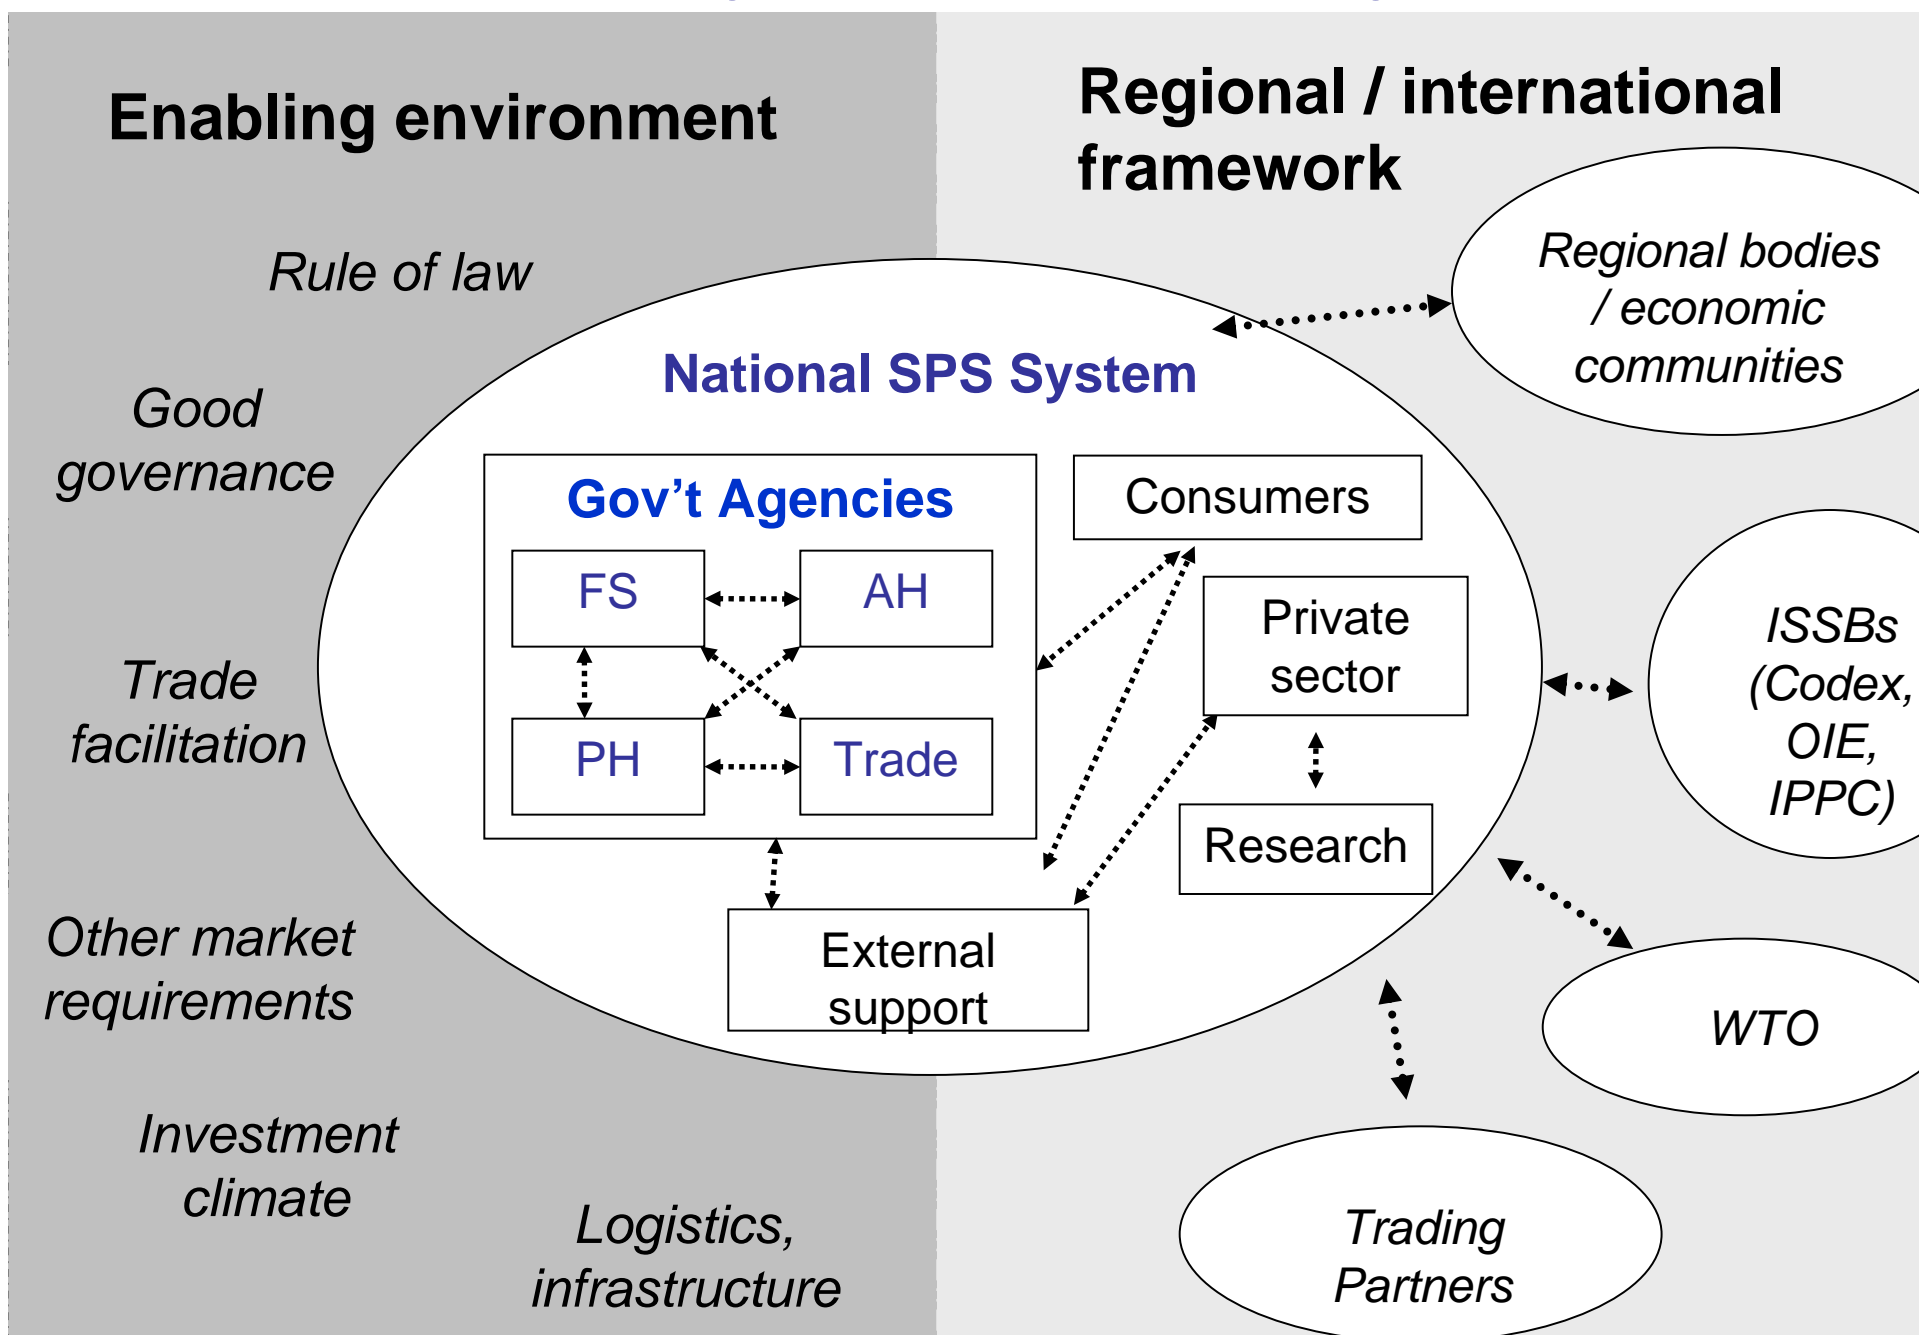 Enabling environment
Regional / international
framework
Rule of law
Good
governance
Trade
facilitation
Other market
requirements
Investment
climate
Logistics,
infrastructure
National SPS System
Gov't Agencies
FS
AH
PH
Trade
Consumers
Private
sector
Research
External
support
Regional bodies
/ economic
communities
ISSBs
(Codex,
OIE,
IPPC)
WTO
Trading
Partners